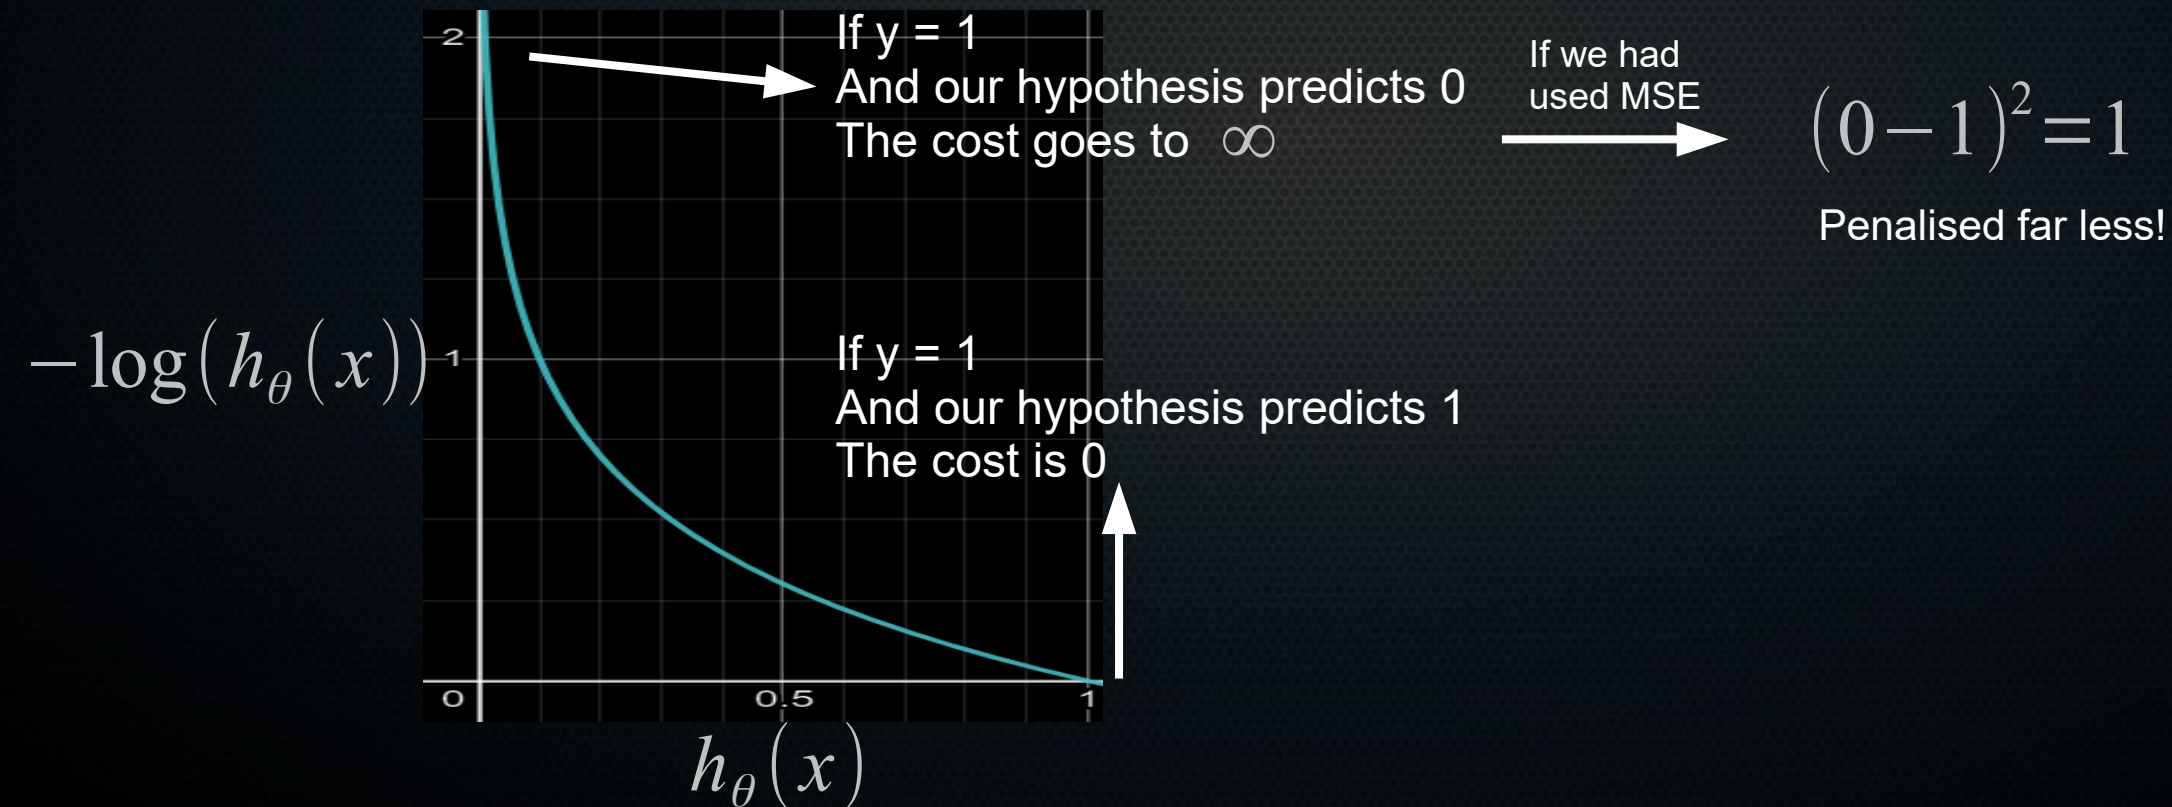 2
If y = 1
And our hypothesis predicts 0
The cost goes to ∞
If we had
used MSE
(0−1)²=1
Penalised far less!
−log(h_θ(x))
1
If y = 1
And our hypothesis predicts 1
The cost is 0
0 0.5 1
h_θ(x)